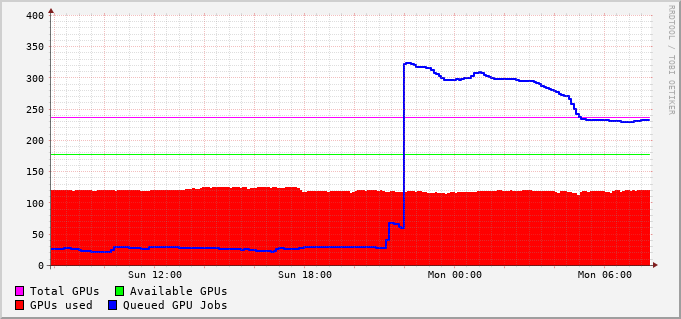 400
350
300
250
200
150
100
50
0
Sun 12:00 Sun 18:00 Mon 00:00 Mon 06:00
Total GPUs Available GPUs
GPUs used Queued GPU Jobs
RRDTOOL / TOBI OETIKER